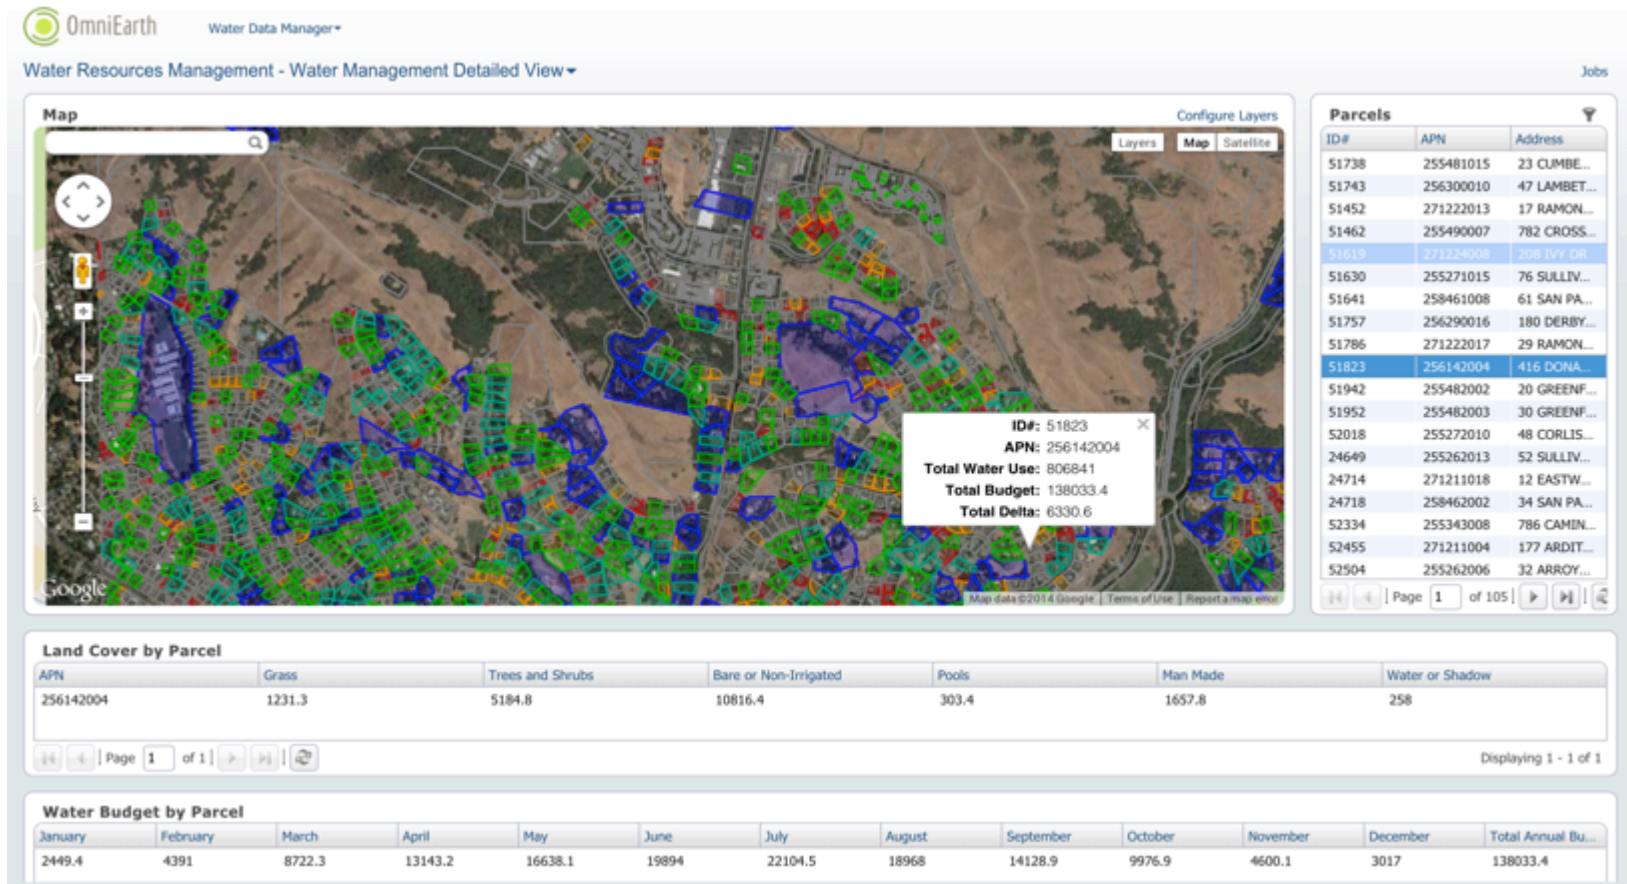 OmniEarth
Water Data Manager
Water Resources Management - Water Management Detailed View
Jobs
Map
Configure Layers
Layers
Map
Satellite
ID#: 51823
APN: 256142004
Total Water Use: 806841
Total Budget: 138033.4
Total Delta: 6330.6
Google
Map data ©2014 Google
Terms of Use
Report a map error
Parcels
ID# APN Address
51738 255481015 23 CUMBE...
51743 256300010 47 LAMBET...
51452 271222013 17 RAMON...
51462 255490007 782 CROSS...
51619 271224008 208 IVY DR
51630 255271015 76 SULLIV...
51641 258461008 61 SAN PA...
51757 256290016 180 DERBY...
51786 271222017 29 RAMON...
51823 256142004 416 DONA...
51942 255482002 20 GREENF...
51952 255482003 30 GREENF...
52018 255272010 48 CORLIS...
24649 255262013 52 SULLIV...
24714 271211018 12 EASTW...
24718 258462002 34 SAN PA...
52334 255343008 786 CAMIN...
52455 271211004 177 ARDIT...
52504 255262006 32 ARROY...
Page 1 of 105
Land Cover by Parcel
APN Grass Trees and Shrubs Bare or Non-Irrigated Pools Man Made Water or Shadow
256142004 1231.3 5184.8 10816.4 303.4 1657.8 258
Page 1 of 1
Displaying 1 - 1 of 1
Water Budget by Parcel
January February March April May June July August September October November December Total Annual Bu...
2449.4 4391 8722.3 13143.2 16638.1 19894 22104.5 18968 14128.9 9976.9 4600.1 3017 138033.4